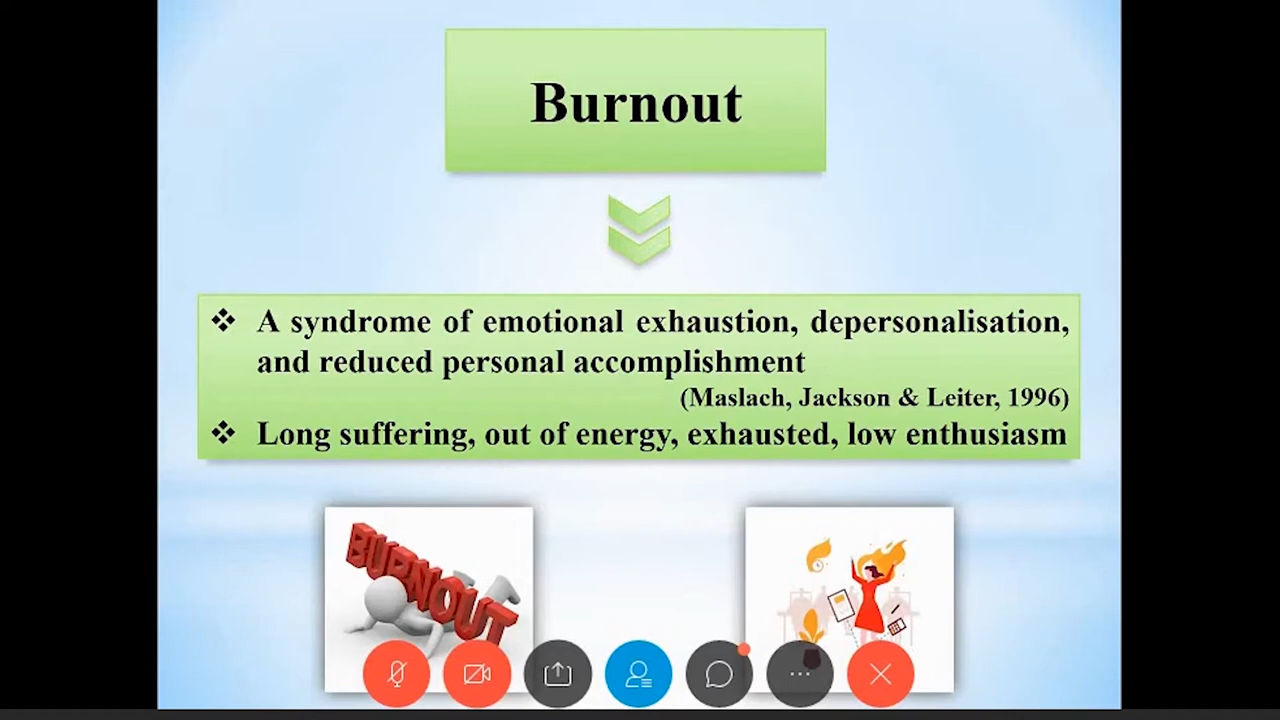 Burnout
❖ A syndrome of emotional exhaustion, depersonalisation,
and reduced personal accomplishment
(Maslach, Jackson & Leiter, 1996)
❖ Long suffering, out of energy, exhausted, low enthusiasm
BURNOUT